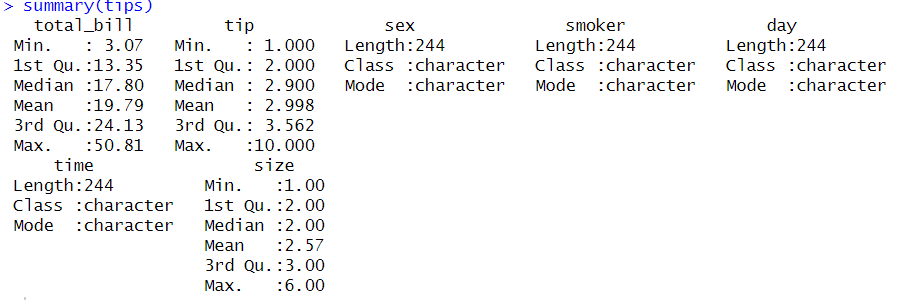 > summary(tips)
total_bill tip sex smoker day
Min. : 3.07 Min. : 1.000 Length:244 Length:244 Length:244
1st Qu.:13.35 1st Qu.: 2.000 Class :character Class :character Class :character
Median :17.80 Median : 2.900 Mode :character Mode :character Mode :character
Mean :19.79 Mean : 2.998
3rd Qu.:24.13 3rd Qu.: 3.562
Max. :50.81 Max. :10.000
time size
Length:244 Min. :1.00
Class :character 1st Qu.:2.00
Mode :character Median :2.00
Mean :2.57
3rd Qu.:3.00
Max. :6.00